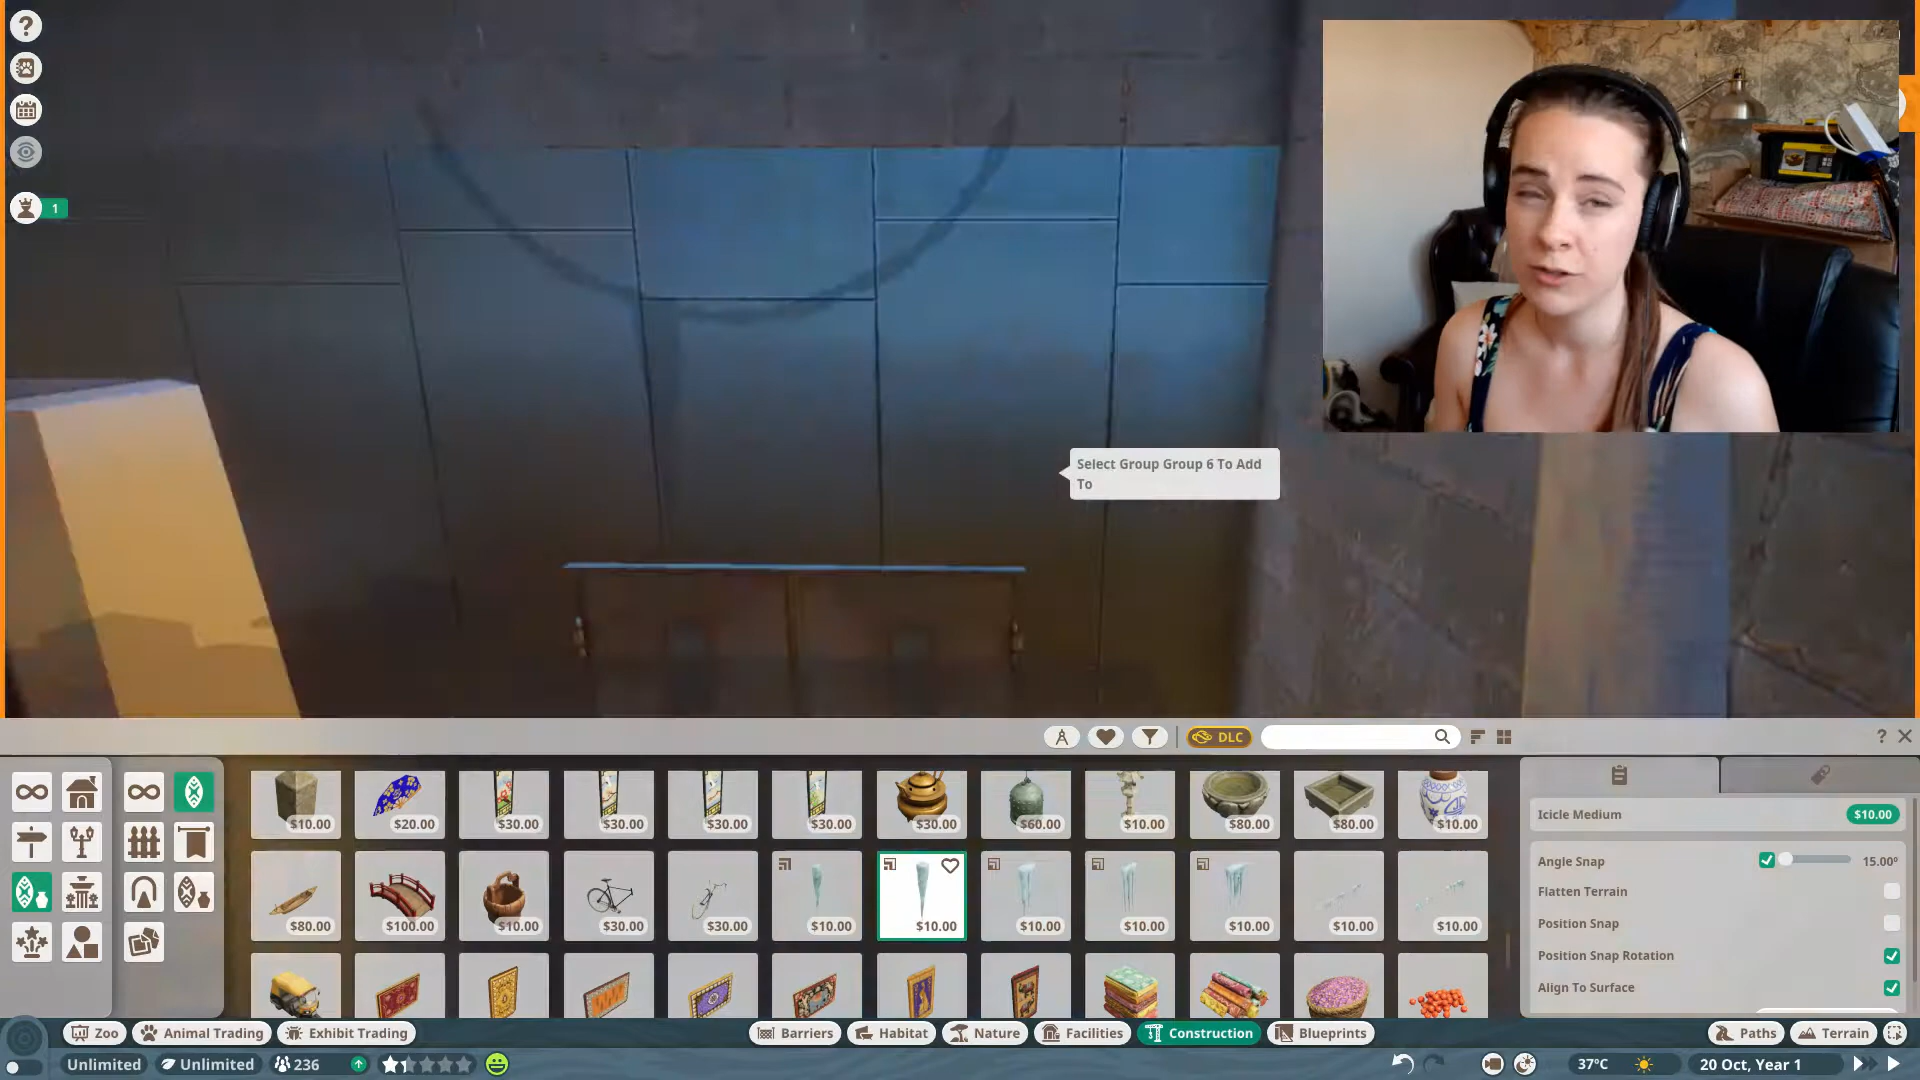 ?
1
Select Group Group 6 To Add
To
DLC
? 
$10.00
$20.00
$30.00
$30.00
$30.00
$30.00
$30.00
$60.00
$10.00
$80.00
$80.00
$10.00
$80.00
$100.00
$10.00
$30.00
$30.00
$10.00
$10.00
$10.00
$10.00
$10.00
$10.00
$10.00
Icicle Medium
$10.00
Angle Snap
15.00º
Flatten Terrain
Position Snap
Position Snap Rotation
Align To Surface
Zoo
Animal Trading
Exhibit Trading
Barriers
Habitat
Nature
Facilities
Construction
Blueprints
Paths
Terrain
Unlimited
Unlimited
236
37°C
20 Oct, Year 1